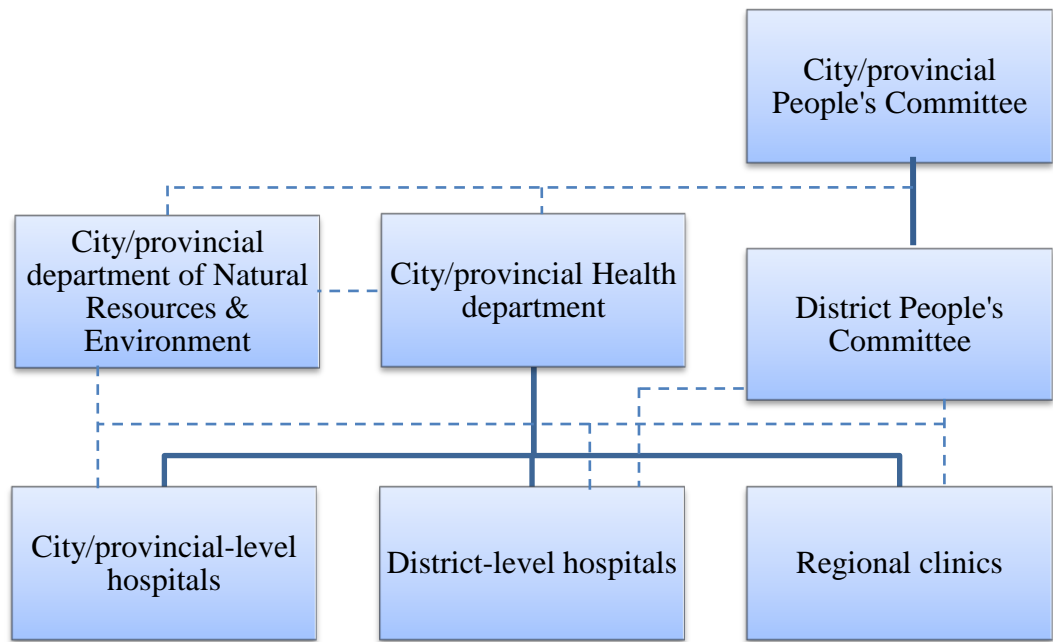 City/provincial
People's Committee
City/provincial
department of Natural
Resources &
Environment
City/provincial Health
department
District People's
Committee
City/provincial-level
hospitals
District-level hospitals
Regional clinics